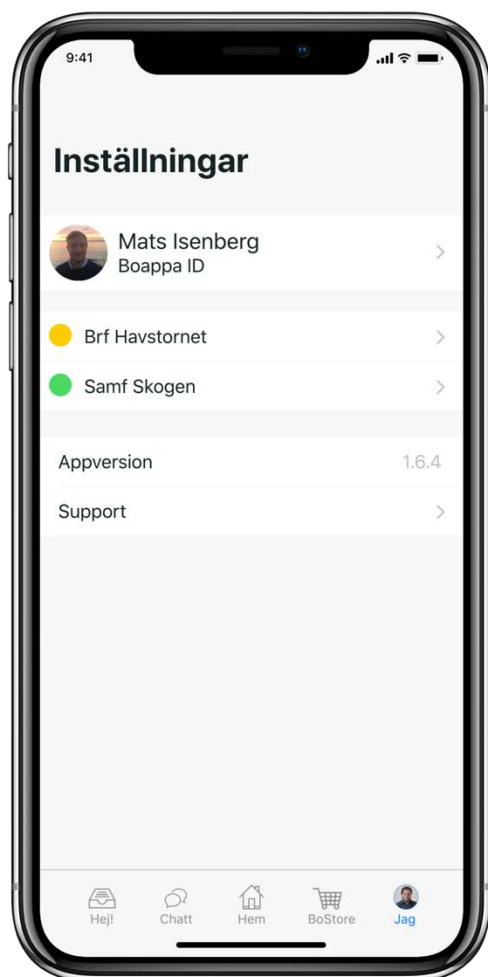 9:41
Inställningar
Mats Isenberg
Boappa ID
Brf Havstornet
Samf Skogen
Appversion 1.6.4
Support
Hej! Chatt Hem BoStore Jag